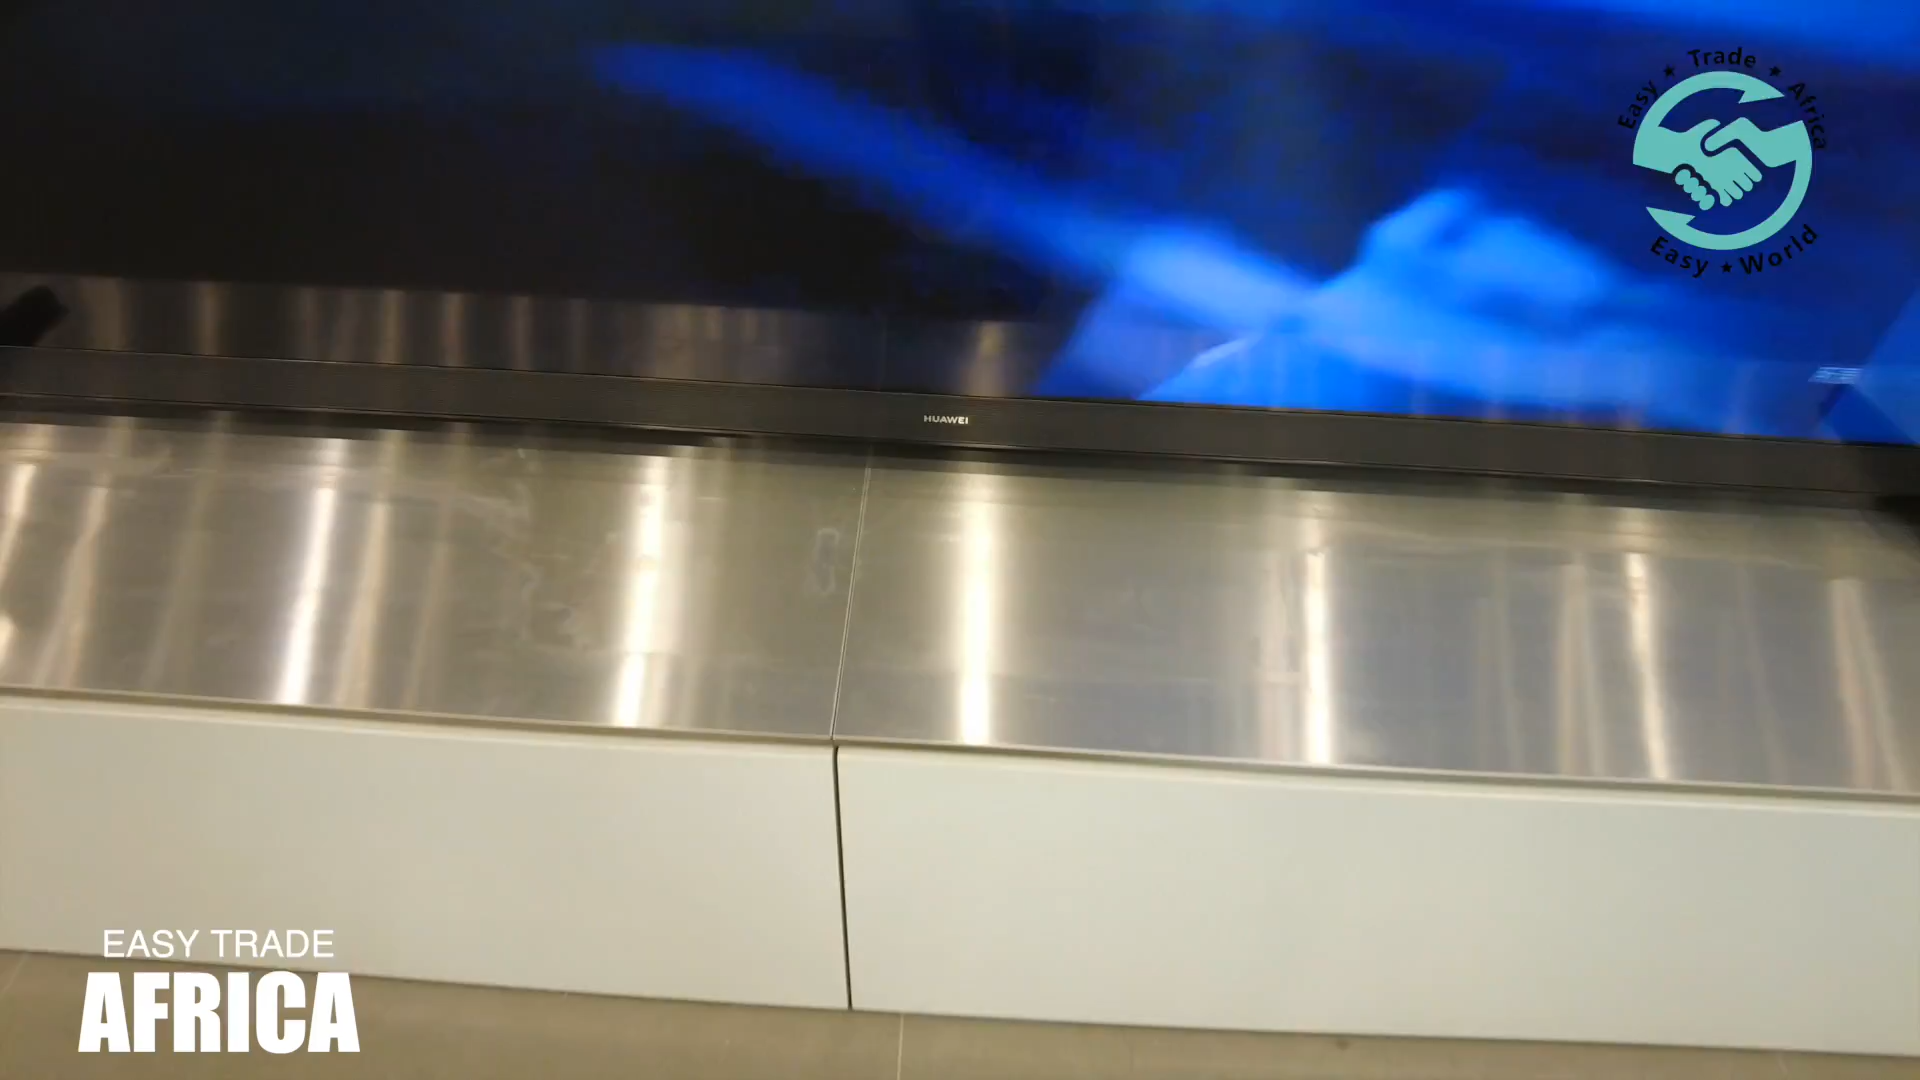 Easy ★ Trade ★ Africa
Easy ★ World
HUAWEI
EASY TRADE
AFRICA